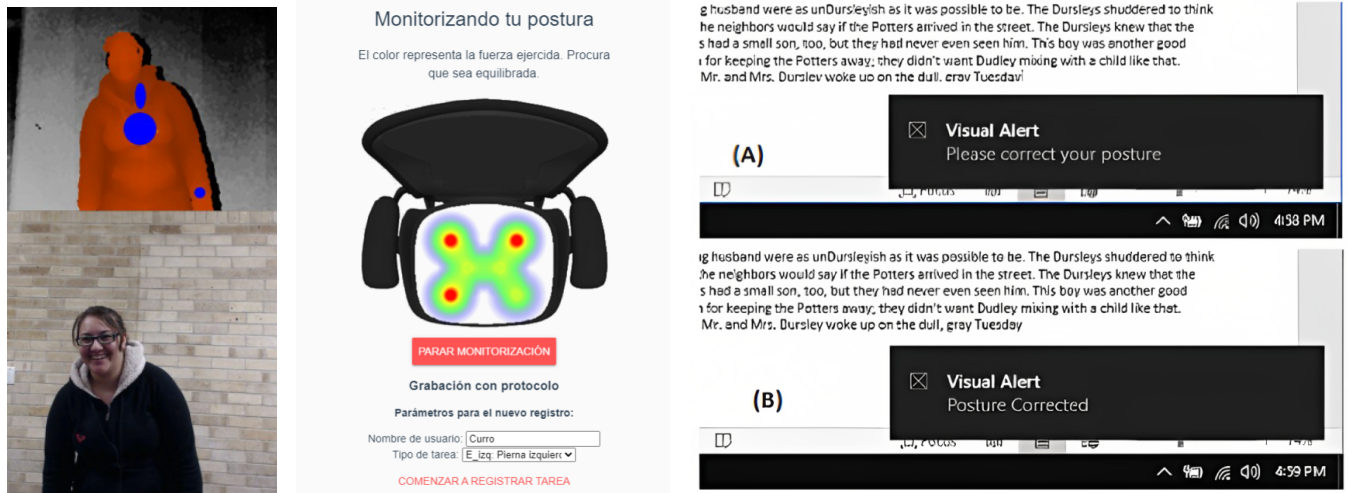 Monitorizando tu postura
El color representa la fuerza ejercida. Procura
que sea equilibrada.
PARAR MONITORIZACIÓN
Grabación con protocolo
Parámetros para el nuevo registro:
Nombre de usuario: Curro
Tipo de tarea: E_izq: Pierna izquierc
COMENZAR A REGISTRAR TAREA
g husband were as unDursleyish as it was possible to be. The Dursleys shuddered to think
he neighbors would say if the Potters arrived in the street. The Dursleys knew that the
s had a small son, too, but they had never even seen him. This boy was another good
for keeping the Potters away; they didn't want Dudley mixing with a child like that.
Mr. and Mrs. Dursley woke up on the dull, gray Tuesday
Visual Alert
Please correct your posture
(A)
Focus
4:58 PM
g husband were as unDursleyish as it was possible to be. The Dursleys shuddered to think
he neighbors would say if the Potters arrived in the street. The Dursleys knew that the
s had a small son, too, but they had never even seen him. This boy was another good
for keeping the Potters away; they didn't want Dudley mixing with a child like that.
Mr. and Mrs. Dursley woke up on the dull, gray Tuesday
Visual Alert
Posture Corrected
(B)
Focus
4:59 PM